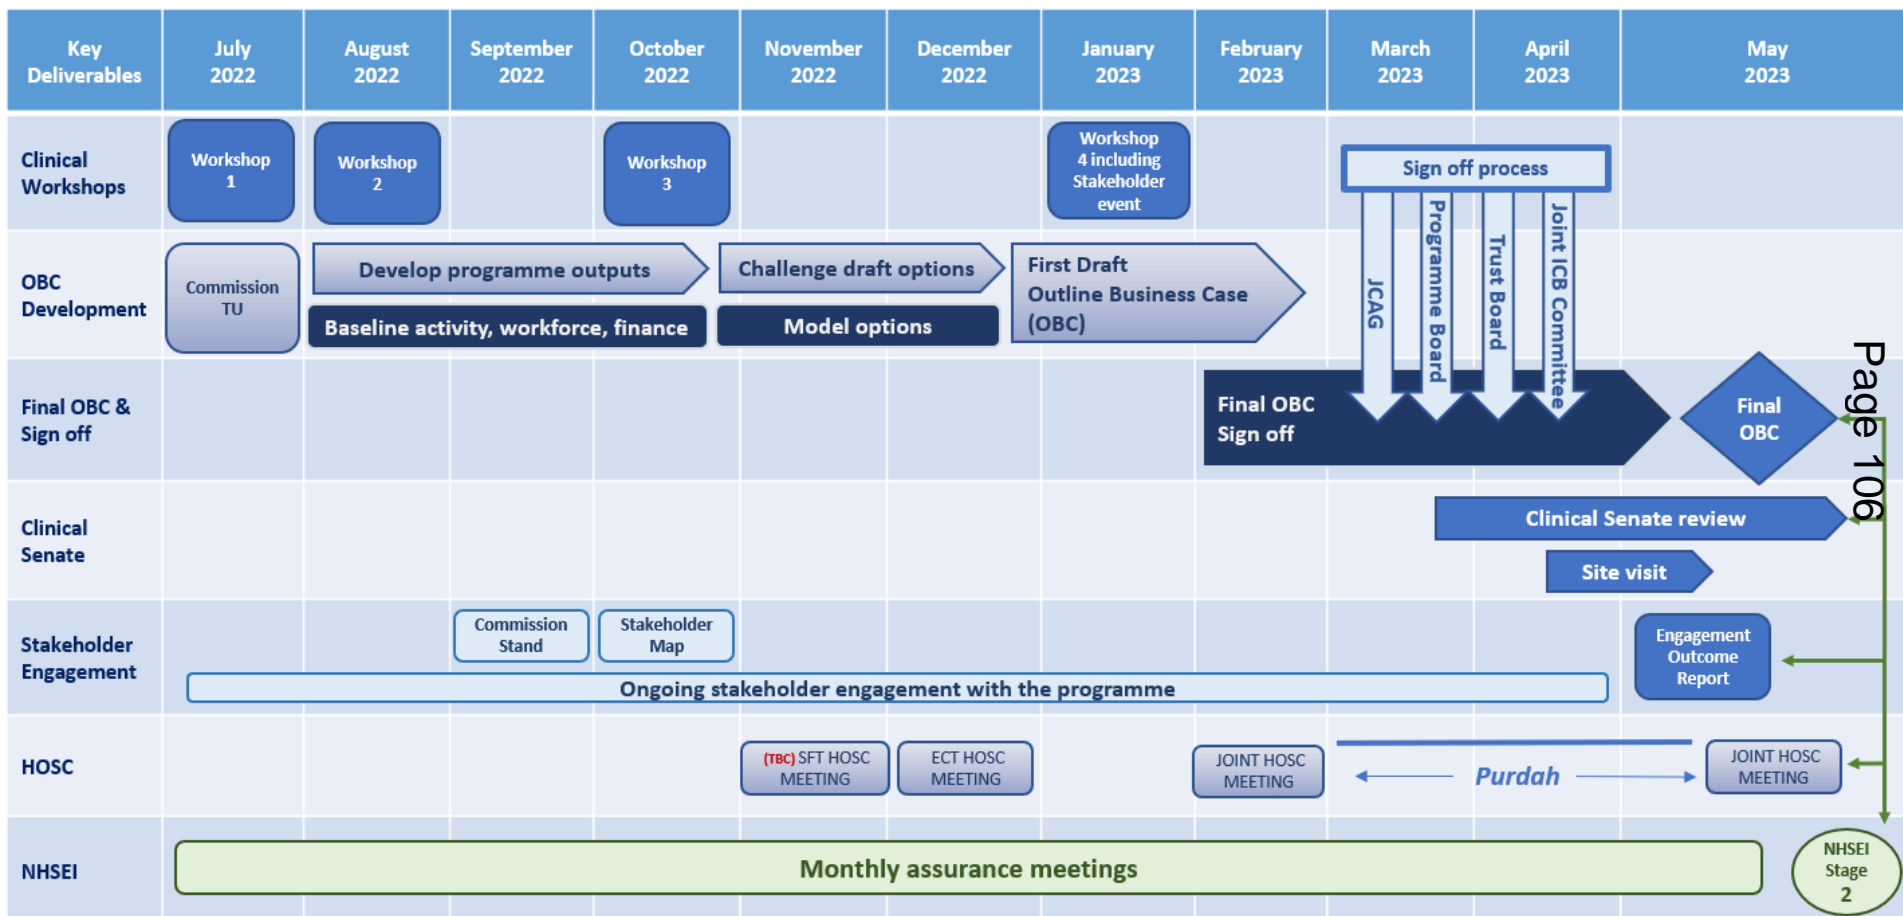 Key
Deliverables
July
2022
August
2022
September
2022
October
2022
November
2022
December
2022
January
2023
February
2023
March
2023
April
2023
May
2023
Clinical
Workshops
Workshop
1
Workshop
2
Workshop
3
Workshop
4 including
Stakeholder
event
Sign off process
JCAG
Programme Board
Trust Board
Joint ICB Committee
OBC
Development
Commission
TU
Develop programme outputs
Challenge draft options
First Draft
Outline Business Case
(OBC)
Baseline activity, workforce, finance
Model options
Final OBC &
Sign off
Final OBC
Sign off
Final
OBC
Page 106
Clinical
Senate
Clinical Senate review
Site visit
Stakeholder
Engagement
Commission
Stand
Stakeholder
Map
Ongoing stakeholder engagement with the programme
Engagement
Outcome
Report
HOSC
(TBC) SFT HOSC
MEETING
ECT HOSC
MEETING
JOINT HOSC
MEETING
Purdah
JOINT HOSC
MEETING
NHSEI
Monthly assurance meetings
NHSEI
Stage
2